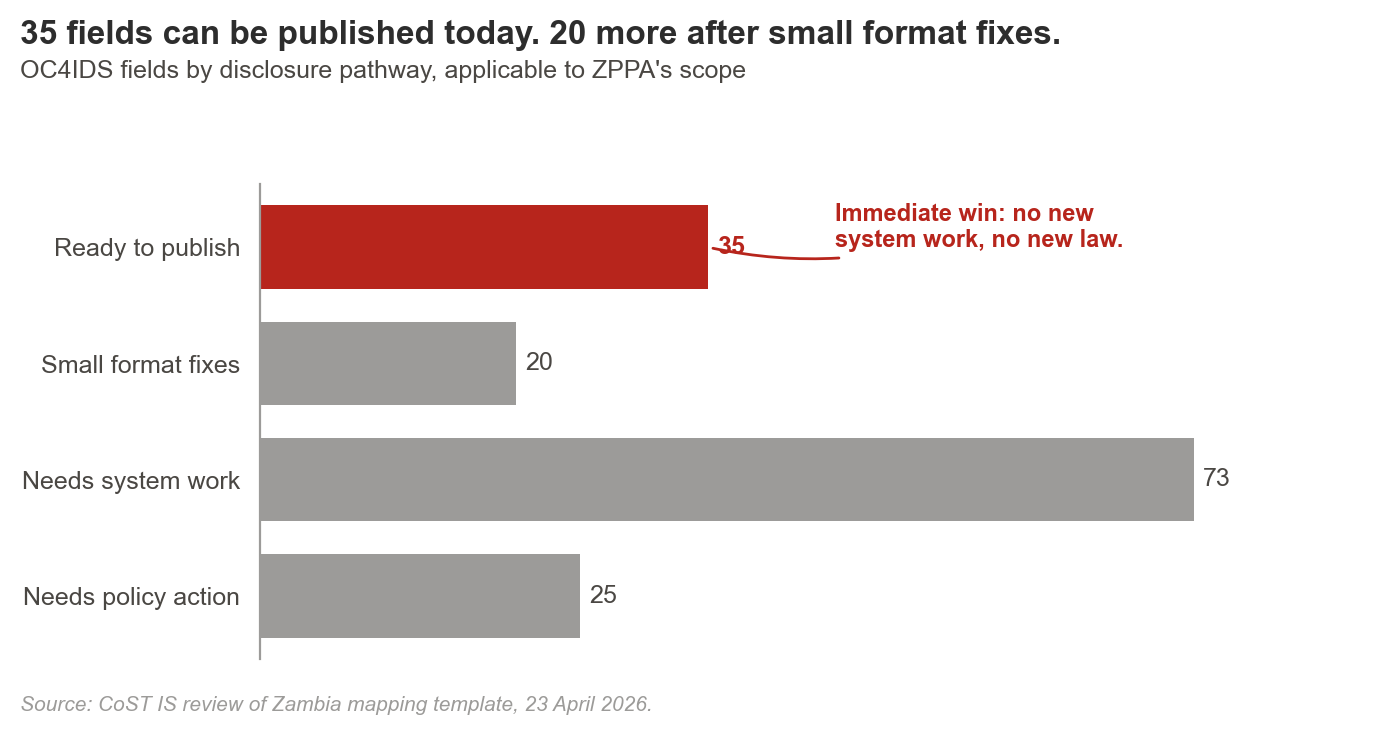 35 fields can be published today. 20 more after small format fixes.
OC4IDS fields by disclosure pathway, applicable to ZPPA's scope
Immediate win: no new
system work, no new law.
Ready to publish
35
Small format fixes
20
Needs system work
73
Needs policy action
25
Source: CoST IS review of Zambia mapping template, 23 April 2026.